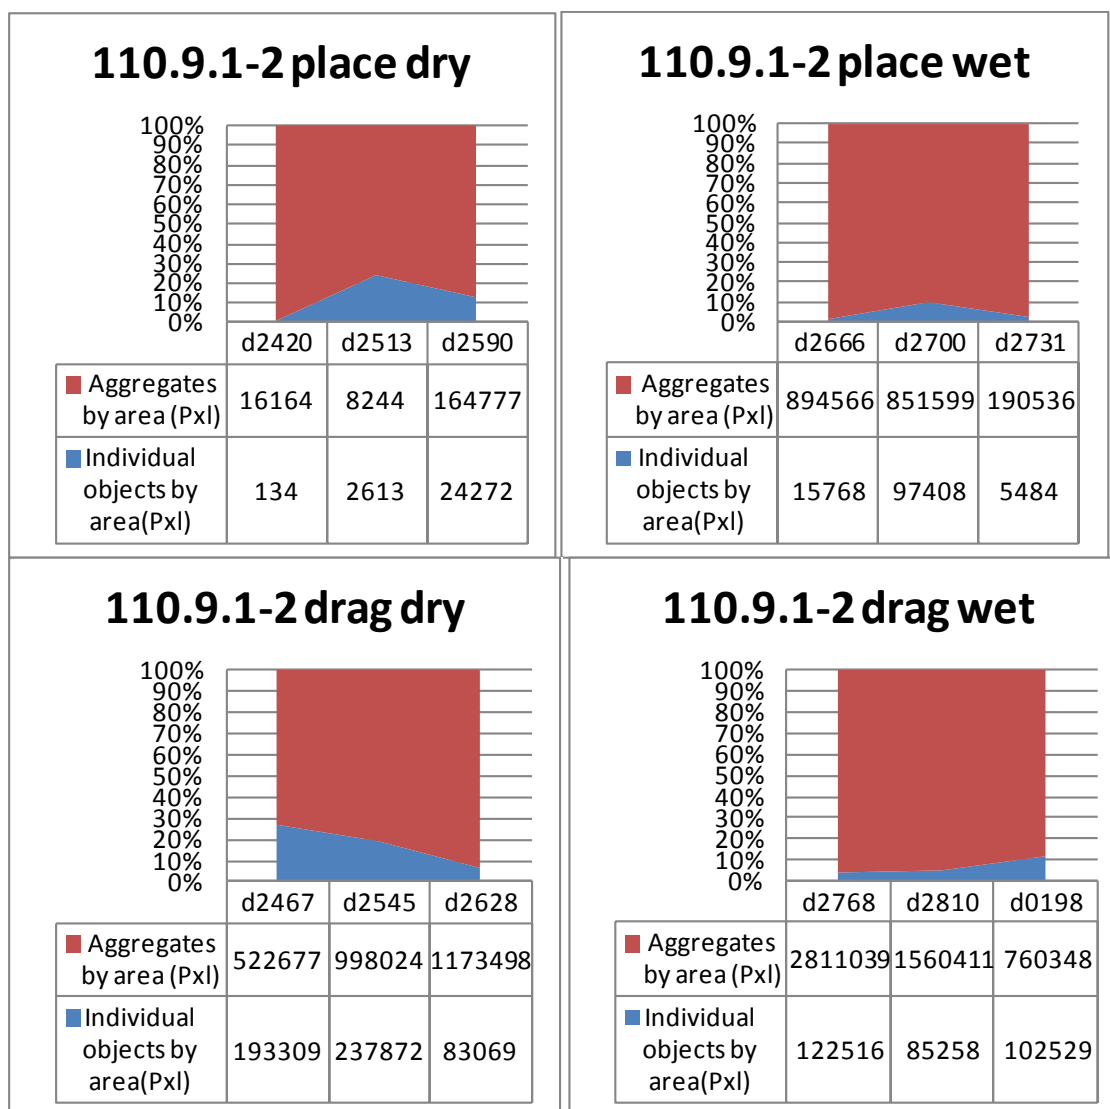 110.9.1-2 place dry
100%
90%
80%
70%
60%
50%
40%
30%
20%
10%
0%
d2420 d2513 d2590
Aggregates
by area (Pxl)
16164 8244 164777
Individual
objects by
area(Pxl)
134 2613 24272
110.9.1-2 place wet
100%
90%
80%
70%
60%
50%
40%
30%
20%
10%
0%
d2666 d2700 d2731
Aggregates
by area (Pxl)
894566 851599 190536
Individual
objects by
area(Pxl)
15768 97408 5484
110.9.1-2 drag dry
100%
90%
80%
70%
60%
50%
40%
30%
20%
10%
0%
d2467 d2545 d2628
Aggregates
by area (Pxl)
522677 998024 1173498
Individual
objects by
area(Pxl)
193309 237872 83069
110.9.1-2 drag wet
100%
90%
80%
70%
60%
50%
40%
30%
20%
10%
0%
d2768 d2810 d0198
Aggregates
by area (Pxl)
2811039 1560411 760348
Individual
objects by
area(Pxl)
122516 85258 102529